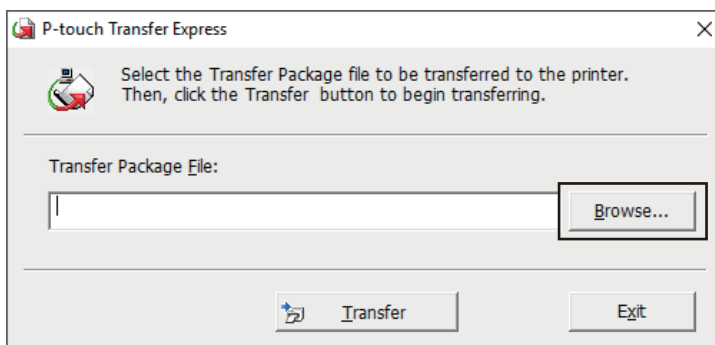 P-touch Transfer Express
Select the Transfer Package file to be transferred to the printer.
Then, click the Transfer button to begin transferring.
Transfer Package File:
Browse...
Transfer
Exit